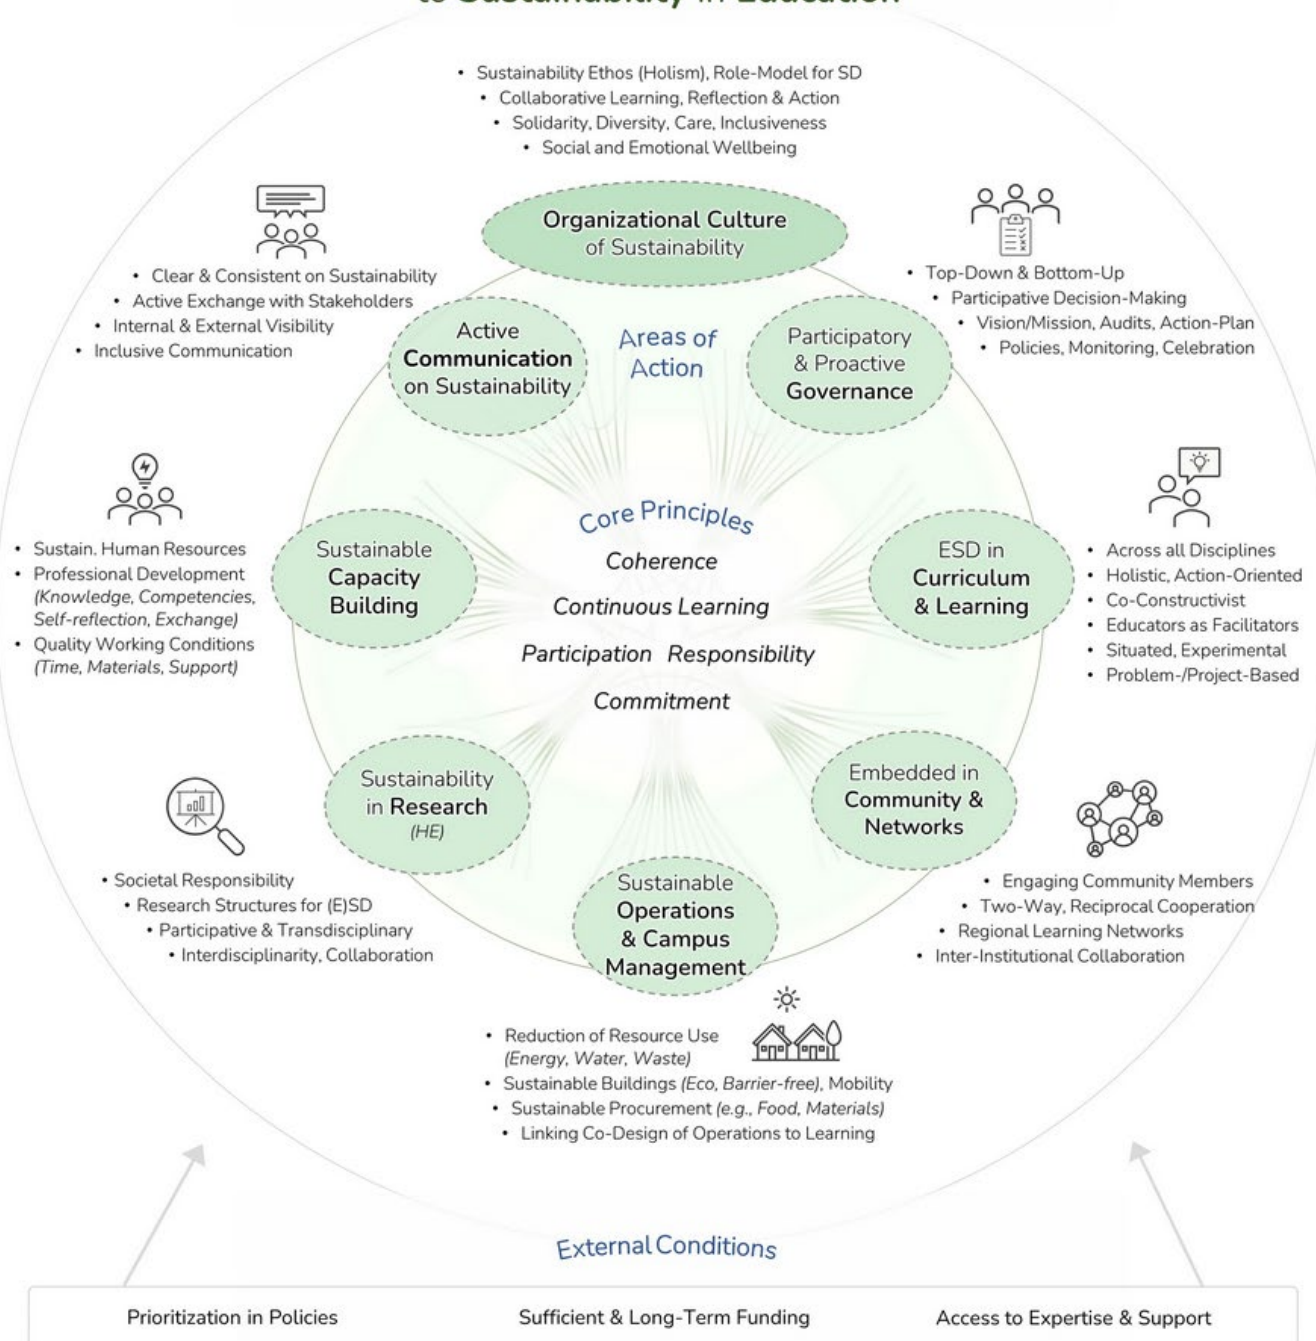 to Sustainability in Education
• Sustainability Ethos (Holism), Role-Model for SD
• Collaborative Learning, Reflection & Action
• Solidarity, Diversity, Care, Inclusiveness
• Social and Emotional Wellbeing
Organizational Culture
of Sustainability
• Clear & Consistent on Sustainability
• Active Exchange with Stakeholders
• Internal & External Visibility
• Inclusive Communication
Active
Communication
on Sustainability
Areas of
Action
Participatory
& Proactive
Governance
• Top-Down & Bottom-Up
• Participative Decision-Making
• Vision/Mission, Audits, Action-Plan
• Policies, Monitoring, Celebration
• Sustain. Human Resources
• Professional Development
(Knowledge, Competencies,
Self-reflection, Exchange)
• Quality Working Conditions
(Time, Materials, Support)
Sustainable
Capacity
Building
Core Principles
Coherence
Continuous Learning
Participation Responsibility
Commitment
ESD in
Curriculum
& Learning
• Across all Disciplines
• Holistic, Action-Oriented
• Co-Constructivist
• Educators as Facilitators
• Situated, Experimental
• Problem-/Project-Based
Sustainability
in Research
(HE)
• Societal Responsibility
• Research Structures for (E)SD
• Participative & Transdisciplinary
• Interdisciplinarity, Collaboration
Embedded in
Community &
Networks
• Engaging Community Members
• Two-Way, Reciprocal Cooperation
• Regional Learning Networks
• Inter-Institutional Collaboration
Sustainable
Operations
& Campus
Management
• Reduction of Resource Use
(Energy, Water, Waste)
• Sustainable Buildings (Eco, Barrier-free), Mobility
• Sustainable Procurement (e.g., Food, Materials)
• Linking Co-Design of Operations to Learning
External Conditions
Prioritization in Policies
Sufficient & Long-Term Funding
Access to Expertise & Support